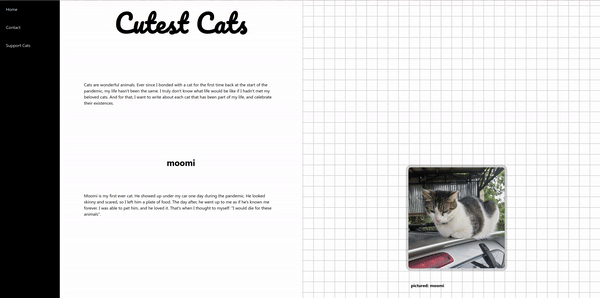 Home
Contact
Support Cats
Cutest Cats
Cats are wonderful animals. Ever since I bonded with a cat for the first time back at the start of the
pandemic, my life hasn't been the same. I truly don't know what life would be like if I hadn't met my
beloved cats. And for that, I want to write about each cat that has been part of my life, and celebrate
their existences.
moomi
Moomi is my first ever cat. He showed up under my car one day during the pandemic. He looked
skinny and scared, so I left him a plate of food. The day after, he went up to me as if he's known me
forever. I was able to pet him, and he loved it. That's when I thought to myself: "I would die for these
animals".
pictured: moomi